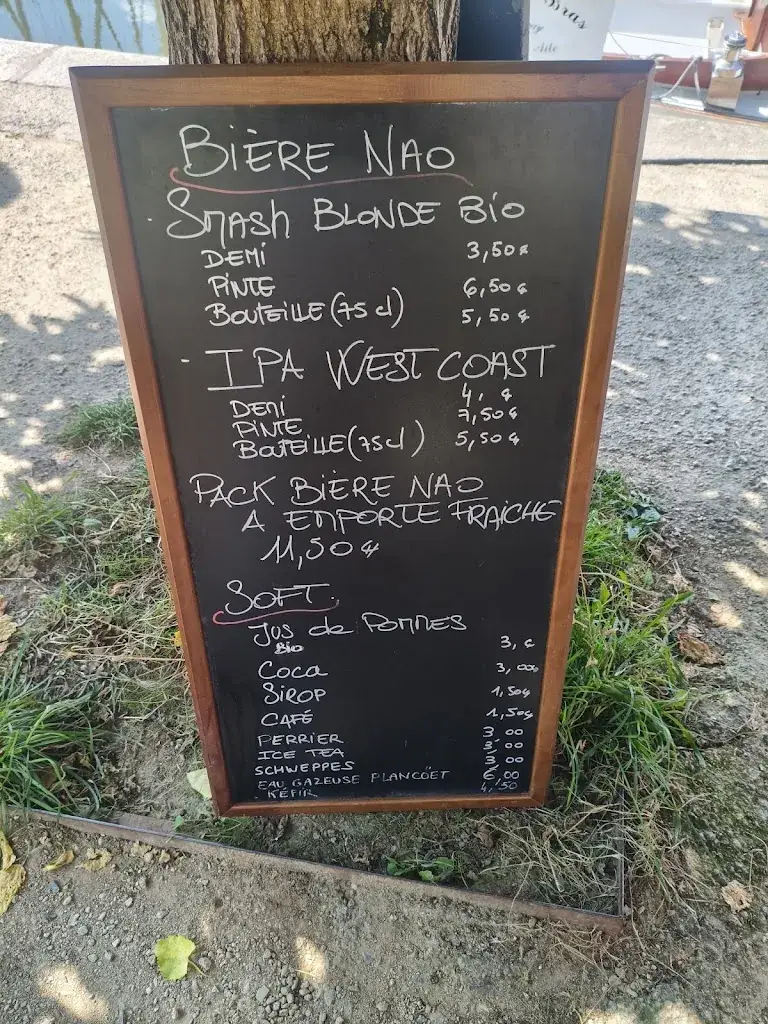 Bras
Aile
BIÈRE NAO
- SMASH BLONDE BIO
DEMI 3,50€
PINTE 6,50€
BOUTEILLE (75 cl) 5,50€
- IPA WEST COAST
DEMI 4, €
PINTE 7,50€
BOUTEILLE (75 cl) 5,50€
PACK BIÈRE NAO
A EMPORTE FRAICHE
11,50€
SOFT.
JUS de POMMES 3,€
Bio
COCA 3,00€
SIROP 1,50€
CAFÉ 1,50€
PERRIER 3,00
ICE TEA 3,00
SCHWEPPES 3,00
EAU GAZEUSE PLANCOËT 6,00
KÉFIR 4,50